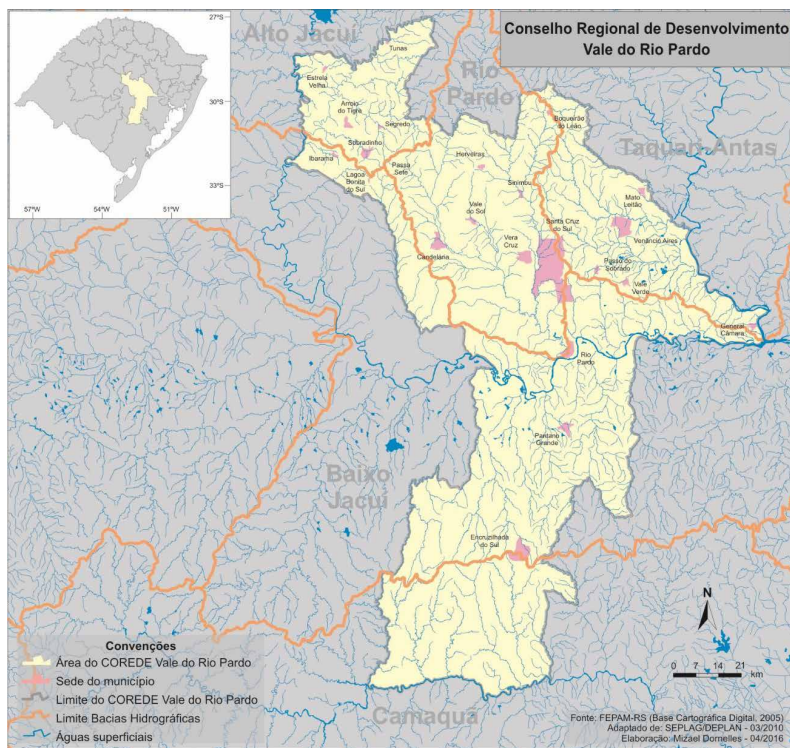 Conselho Regional de Desenvolvimento
Vale do Rio Pardo
27°S
30°S
33°S
57°W
54°W
51°W
Alto Jacuí
Rio
Pardo
Taquari-Antas
Baixo
Jacuí
Camaquã
Tunas
Estrela
Velha
Arroio
do Tigre
Segredo
Sobradinho
Ibarama
Passa
Sete
Lagoa
Bonita
do Sul
Boqueirão
do Leão
Herveiras
Sinimbu
Mato
Leitão
Vale
do Sol
Santa Cruz
do Sul
Venâncio Aires
Vera
Cruz
Candelária
Passo do
Sobrado
Vale
Verde
General
Câmara
Rio
Pardo
Pantano
Grande
Encruzilhada
do Sul
Convenções
Área do COREDE Vale do Rio Pardo
Sede do município
Limite do COREDE Vale do Rio Pardo
Limite Bacias Hidrográficas
Águas superficiais
N
0 7 14 21
km
Fonte: FEPAM-RS (Base Cartográfica Digital, 2005)
Adaptado de: SEPLAG/DEPLAN - 03/2010
Elaboração: Mizael Dornelles - 04/2016